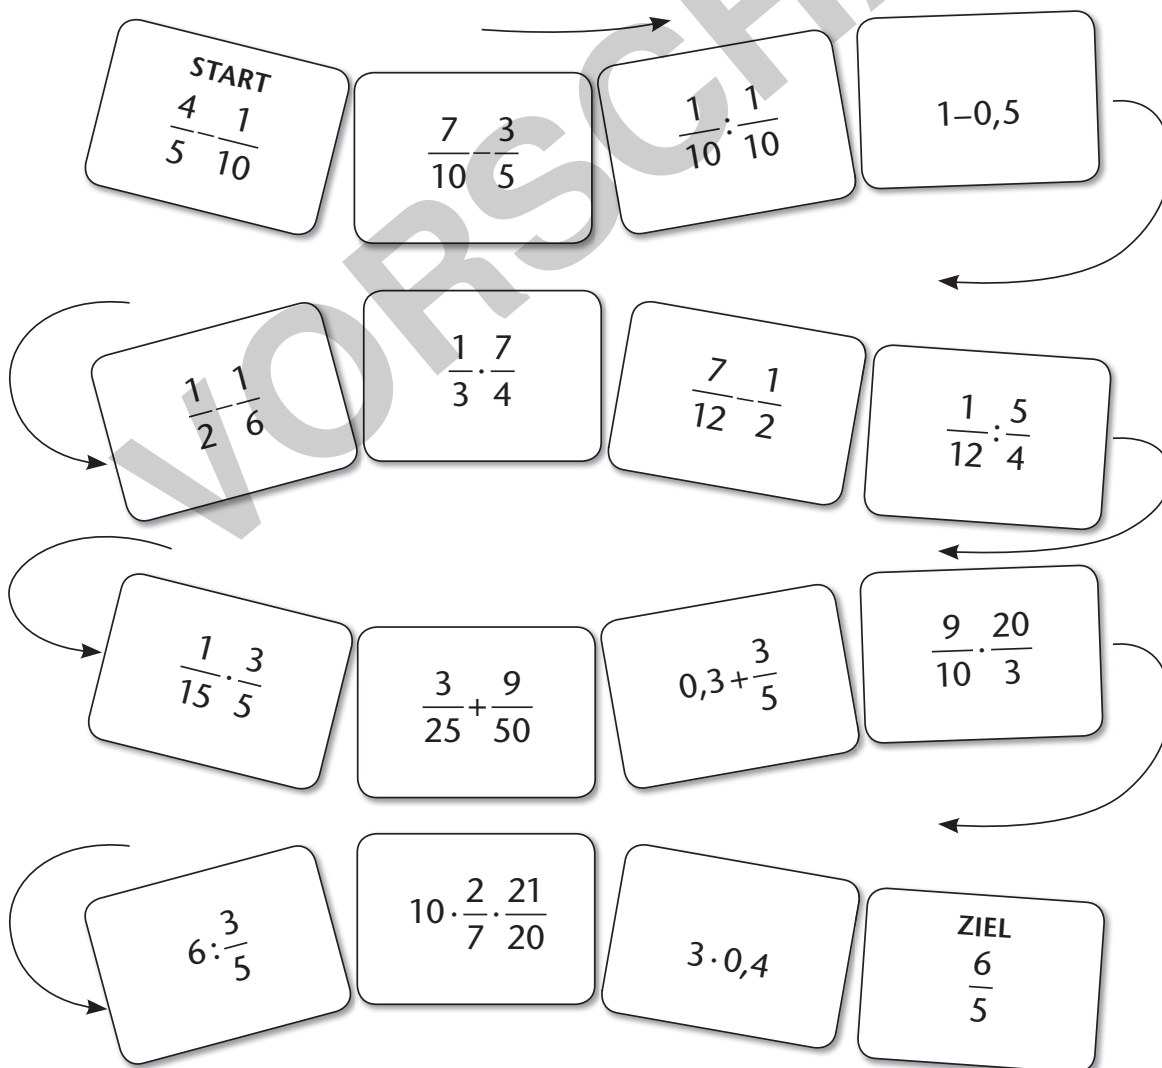 START
4/5 – 1/10
7/10 – 3/5
1/10 : 1/10
1–0,5
1/2 – 1/6
1/3 · 7/4
7/12 – 1/2
1/12 : 5/4
1/15 · 3/5
3/25 + 9/50
0,3 + 3/5
9/10 · 20/3
6 : 3/5
10 · 2/7 · 21/20
3 · 0,4
ZIEL
6/5